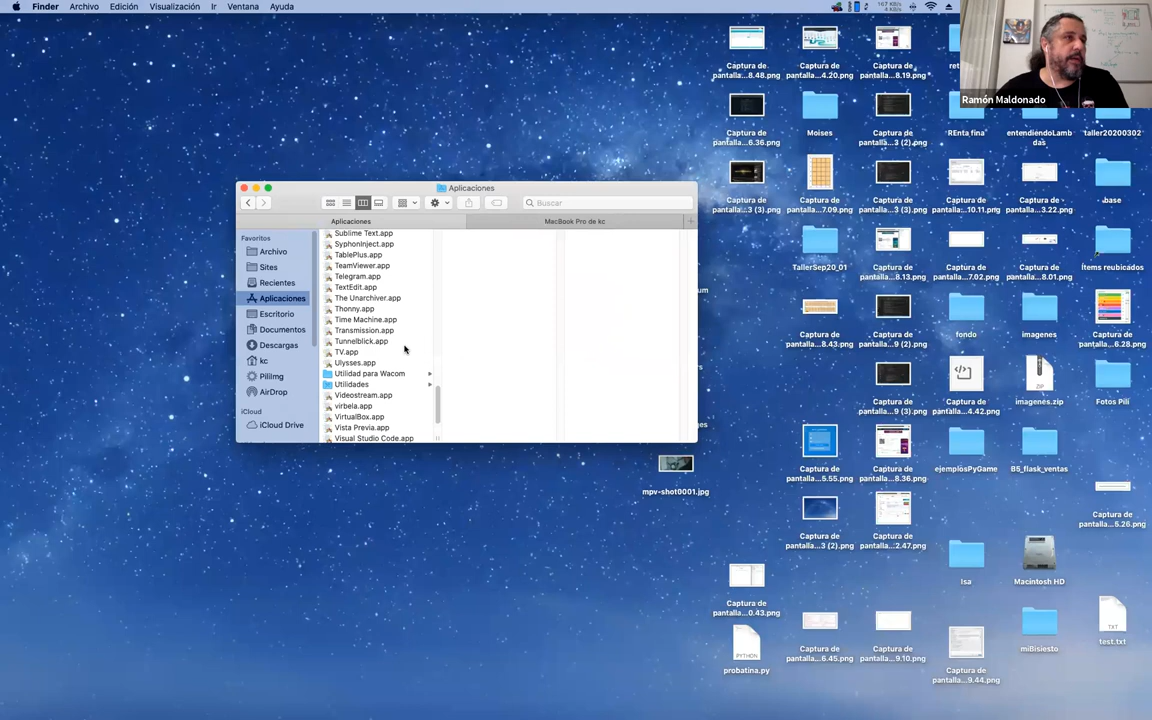 Finder Archivo Edición Visualización Ir Ventana Ayuda
167 KB/s
4 KB/s
Ramón Maldonado
Aplicaciones
Buscar
Aplicaciones
MacBook Pro de kc
Favoritos
Archivo
Sites
Recientes
Aplicaciones
Escritorio
Documentos
Descargas
kc
Pililmg
AirDrop
iCloud
iCloud Drive
Sublime Text.app
SyphonInject.app
TablePlus.app
TeamViewer.app
Telegram.app
TextEdit.app
The Unarchiver.app
Thonny.app
Time Machine.app
Transmission.app
Tunnelblick.app
TV.app
Ulysses.app
Utilidad para Wacom
Utilidades
Videostream.app
virbela.app
VirtualBox.app
Vista Previa.app
Visual Studio Code.app
mpv-shot0001.jpg
Captura de
pantalla...8.48.png
Captura de
pantalla...4.20.png
Captura de
pantalla...8.19.png
Captura de
pantalla...6.36.png
Moises
Captura de
pantalla...3 (2).png
REnta fina
entendiendoLamb
das
taller20200302
Captura de
pantalla...3 (3).png
Captura de
pantalla...7.09.png
Captura de
pantalla...3 (3).png
Captura de
pantalla...10.11.png
Captura de
pantalla...3.22.png
base
TallerSep20_01
Captura de
pantalla...8.13.png
Captura de
pantalla...7.02.png
Captura de
pantalla...8.01.png
Ítems reubicados
Captura de
pantalla...8.43.png
Captura de
pantalla...9 (2).png
fondo
imagenes
Captura de
pantalla...6.28.png
Captura de
pantalla...9 (3).png
Captura de
pantalla...4.42.png
ZIP
imagenes.zip
Fotos Pili
Captura de
pantalla...5.55.png
Captura de
pantalla...8.36.png
ejemplosPyGame
B5_flask_ventas
Captura de
pantalla...5.26.png
Captura de
pantalla...3 (2).png
Captura de
pantalla...2.47.png
Isa
Macintosh HD
Captura de
pantalla...0.43.png
Captura de
pantalla...6.45.png
Captura de
pantalla...9.10.png
miBisiesto
TXT
test.txt
PYTHON
probatina.py
Captura de
pantalla...9.44.png